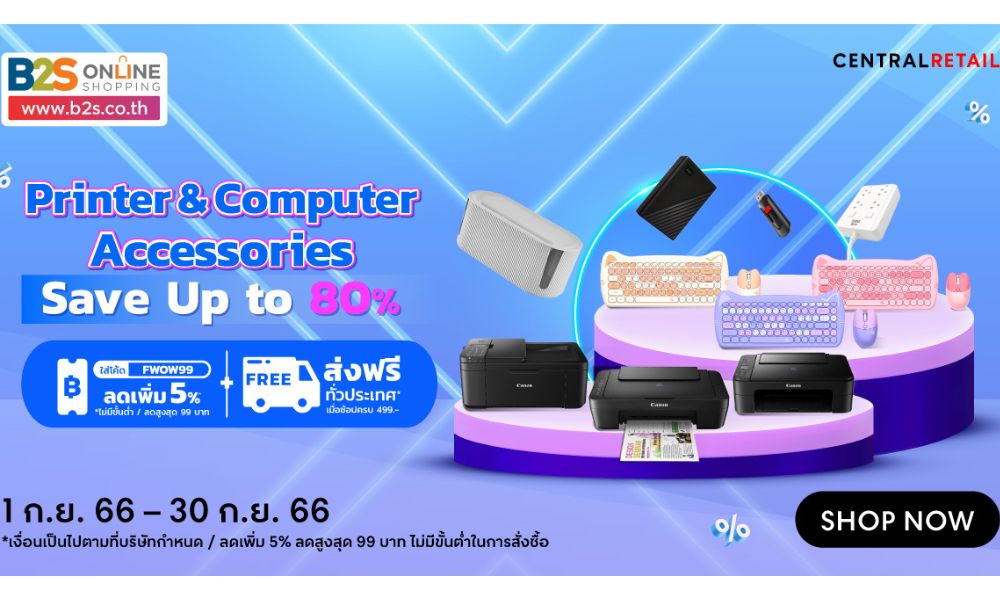 B2S ONLINE
SHOPPING
www.b2s.co.th
CENTRALRETAIL
Printer & Computer
Accessories
Save Up to 80%
ใส่โค้ด FWOW99
ลดเพิ่ม 5%
*ไม่มีขั้นต่ำ / ลดสูงสุด 99 บาท
+
FREE
ส่งฟรี
ทั่วประเทศ*
เมื่อช้อปครบ 499.-
Canon
Canon
Canon
1 ก.ย. 66 – 30 ก.ย. 66
*เงื่อนเป็นไปตามที่บริษัทกำหนด / ลดเพิ่ม 5% ลดสูงสุด 99 บาท ไม่มีขั้นต่ำในการสั่งซื้อ
SHOP NOW